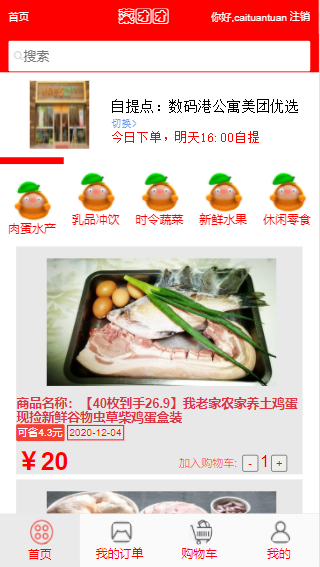 首页
菜团团
你好,caituantuan 注销
搜索
自提点：数码港公寓美团优选
切换>
今日下单，明天16：00自提
肉蛋水产
乳品冲饮
时令蔬菜
新鲜水果
休闲零食
商品名称：【40枚到手26.9】我老家农家养土鸡蛋
现捡新鲜谷物虫草柴鸡蛋盒装
可省4.3元
2020-12-04
￥20
加入购物车:
- 1 +
首页
我的订单
购物车
我的